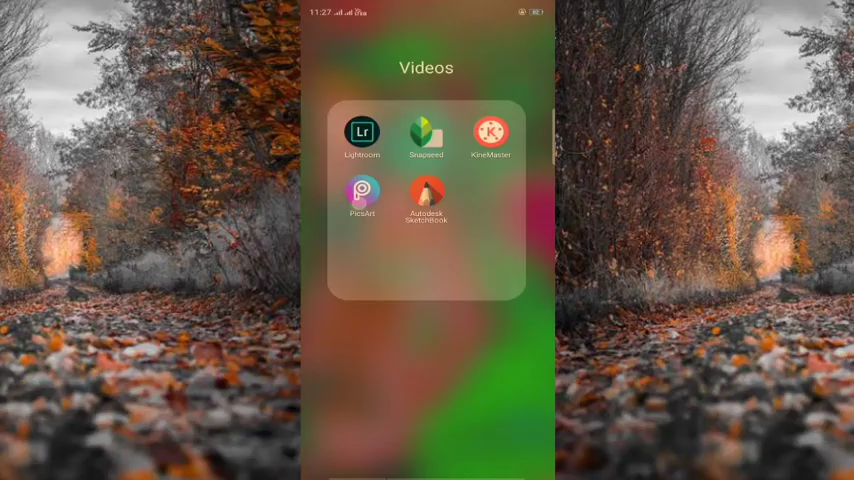 11:27
Videos
Lr
K
Lightroom
Snapseed
KineMaster
PicsArt
Autodesk
SketchBook